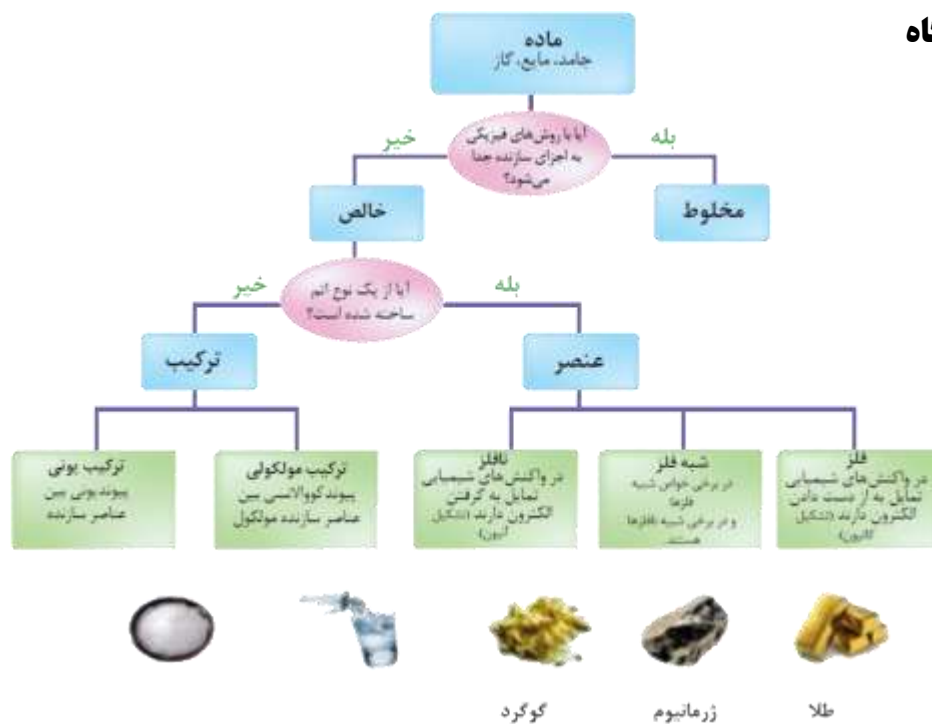 ماده
جامد، مایع، گاز
آیا با روش‌های فیزیکی
به اجزای سازنده جدا
می‌شود؟
بله
خیر
مخلوط
خالص
آیا از یک نوع اتم
ساخته شده است؟
بله
خیر
عنصر
ترکیب
فلز
در واکنش‌های شیمیایی
تمایل به از دست دادن
الکترون دارند (تشکیل
کاتیون)
شبه فلز
در برخی خواص شبیه
فلزها
و در برخی شبیه نافلزها
هستند
نافلز
در واکنش‌های شیمیایی
تمایل به گرفتن
الکترون دارند (تشکیل
آنیون)
ترکیب مولکولی
پیوند کووالانسی بین
عناصر سازنده مولکول
ترکیب یونی
پیوند یونی بین
عناصر سازنده
طلا
ژرمانیوم
گوگرد